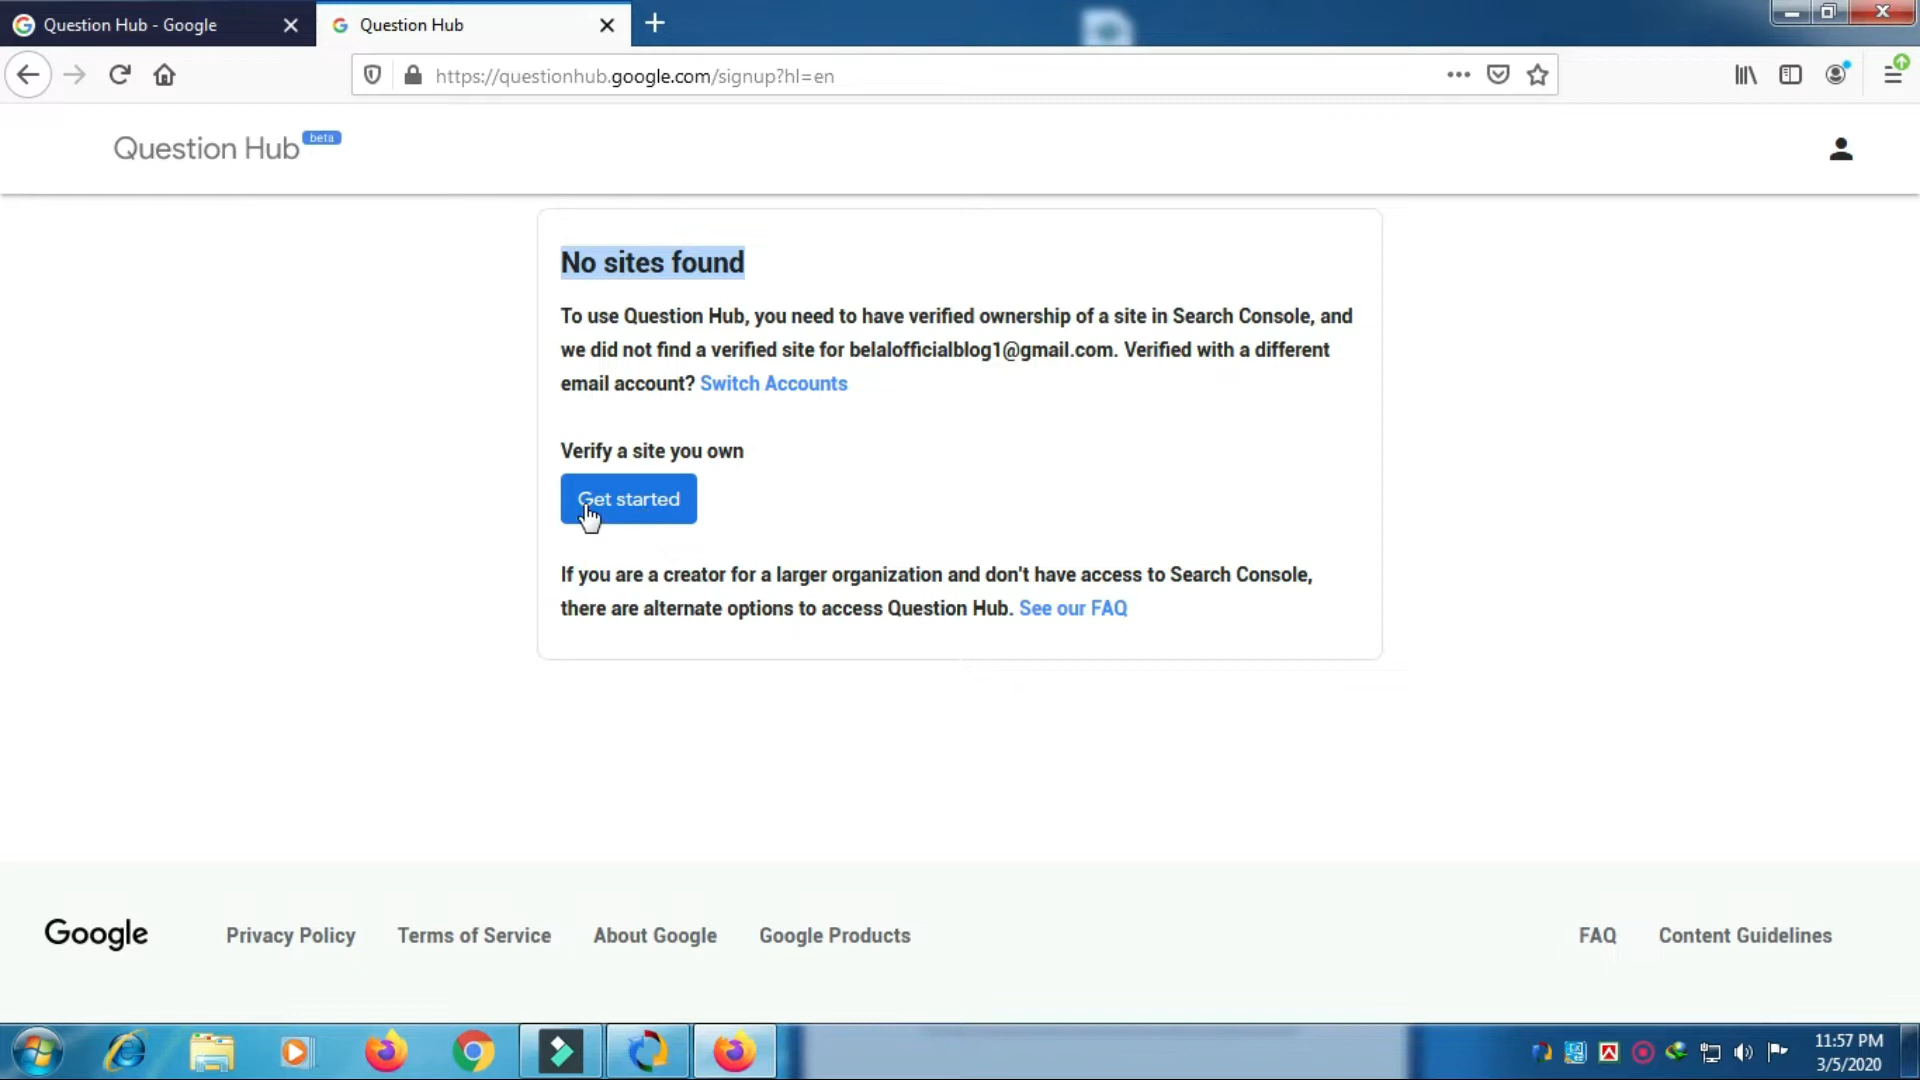 Question Hub - Google
Question Hub
https://questionhub.google.com/signup?hl=en
Question Hub beta
No sites found
To use Question Hub, you need to have verified ownership of a site in Search Console, and
we did not find a verified site for belalofficialblog1@gmail.com. Verified with a different
email account? Switch Accounts
Verify a site you own
Get started
If you are a creator for a larger organization and don't have access to Search Console,
there are alternate options to access Question Hub. See our FAQ
Google
Privacy Policy
Terms of Service
About Google
Google Products
FAQ
Content Guidelines
11:57 PM
3/5/2020